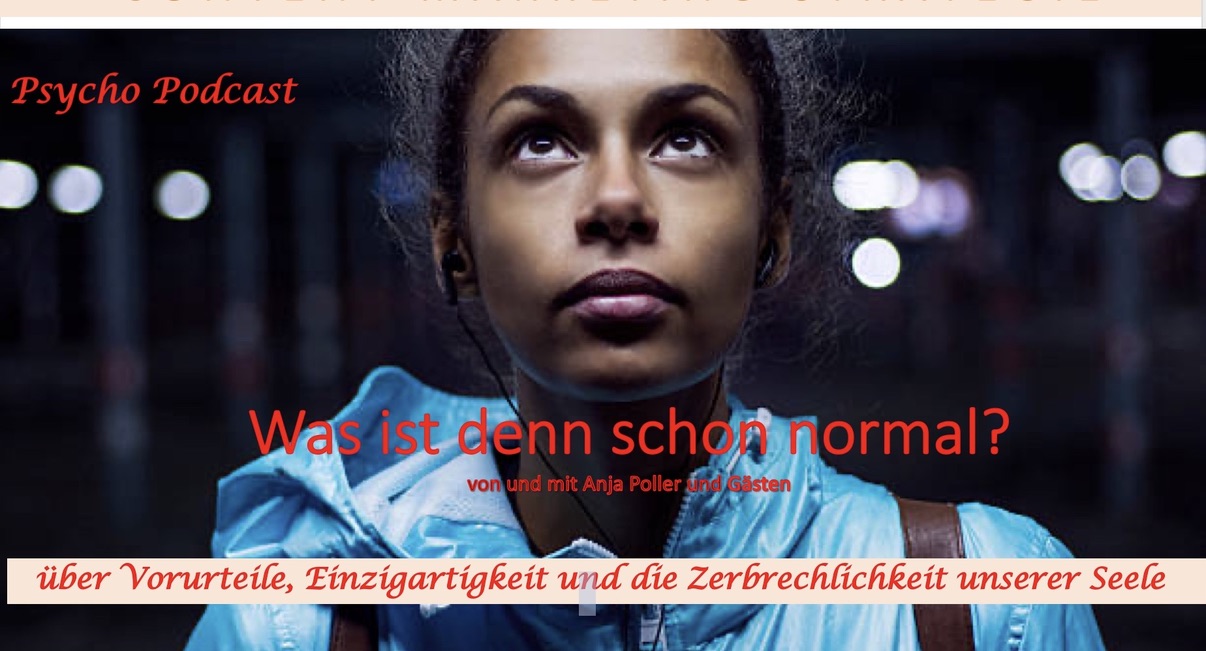 Psycho Podcast
Was ist denn schon normal?
von und mit Anja Poller und Gästen
über Vorurteile, Einzigartigkeit und die Zerbrechlichkeit unserer Seele